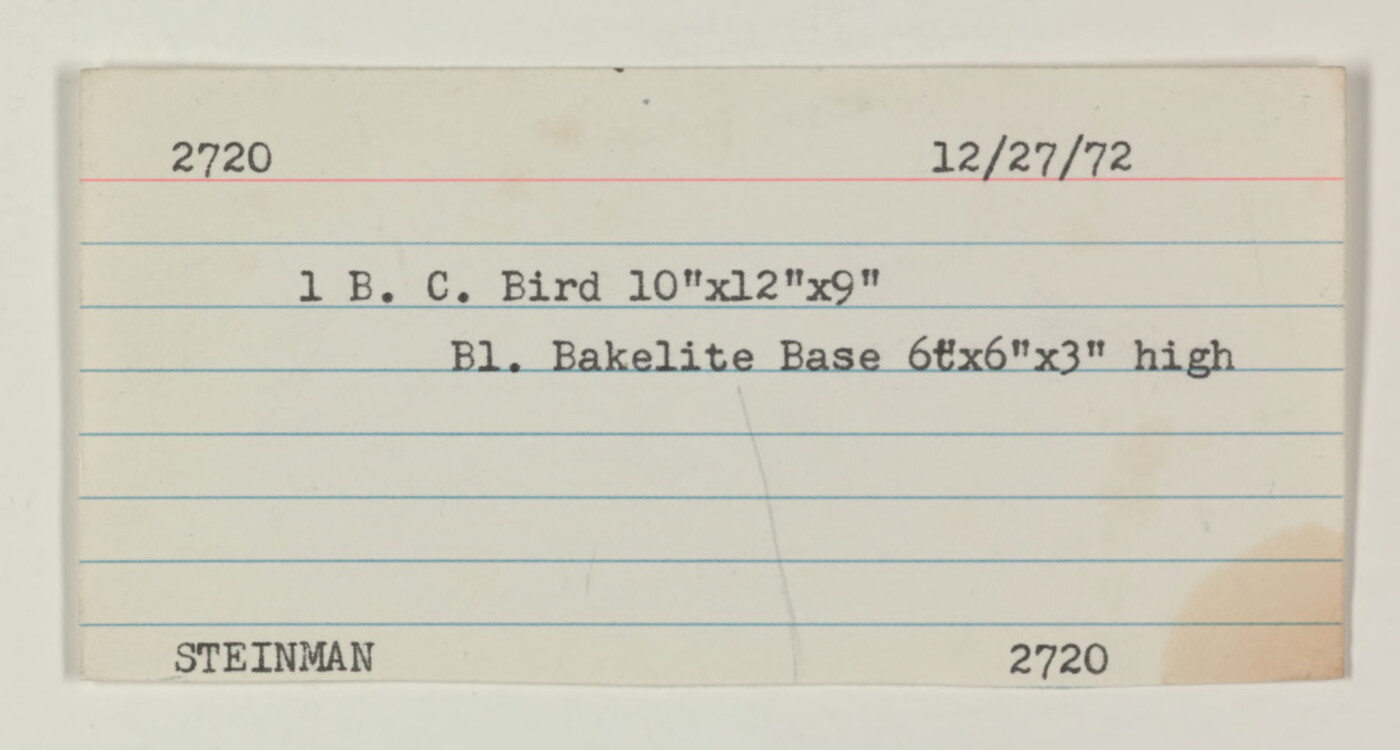 2720 12/27/72
1 B. C. Bird 10"x12"x9"
Bl. Bakelite Base 6"x6"x3" high
STEINMAN 2720